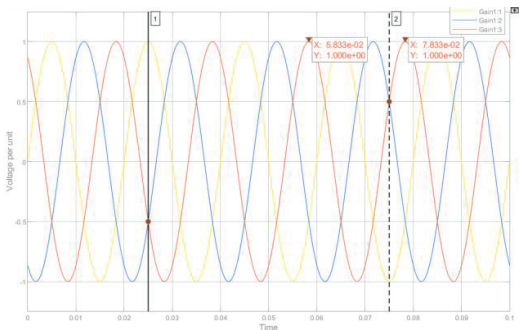 1
2
Gain1:1
Gain1:2
Gain1:3
X: 5.833e-02
Y: 1.000e+00
X: 7.833e-02
Y: 1.000e+00
1
0.5
0
-0.5
-1
Voltage per unit
0 0.01 0.02 0.03 0.04 0.05 0.06 0.07 0.08 0.09 0.1
Time